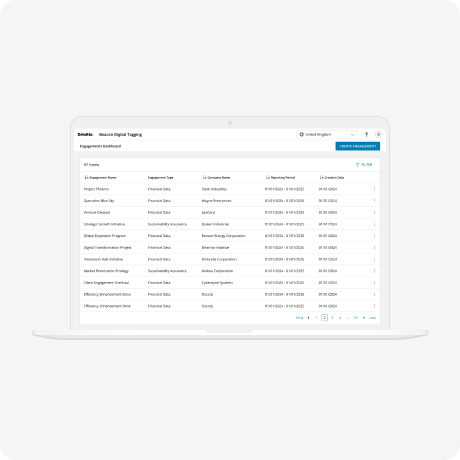 Deloitte. Beacon Digital Tagging United Kingdom
Engagements Dashboard CREATE ENGAGEMENT
97 items FILTER
Engagement Name Engagement Type Company Name Reporting Period Creation Date
Project Phoenix Financial Data Stark Industries 01/01/2024 - 01/01/2025 01/01/2024
Operation Blue Sky Financial Data Wayne Enterprises 01/01/2024 - 01/01/2025 01/01/2024
Venture Catalyst Financial Data LexCorp 01/01/2024 - 01/01/2025 01/01/2024
Strategic Growth Initiative Sustainability Assurance Queen Industries 01/01/2024 - 01/01/2025 01/01/2024
Global Expansion Program Financial Data Roxxon Energy Corporation 01/01/2024 - 01/01/2025 01/01/2024
Digital Transformation Project Financial Data 01/01/2024 - 01/01/2025 01/01/2024
Innovation Hub Initiative Financial Data Umbrella Corporation 01/01/2024 - 01/01/2025 01/01/2024
Market Penetration Strategy Sustainability Assurance Globex Corporation 01/01/2024 - 01/01/2025 01/01/2024
Client Engagement Overhaul Financial Data Cyberdyne Systems 01/01/2024 - 01/01/2025 01/01/2024
Efficiency Enhancement Drive Financial Data Oscorp 01/01/2024 - 01/01/2025 01/01/2024
Efficiency Enhancement Drive Financial Data Oscorp 01/01/2024 - 01/01/2025 01/01/2024
First 1 2 3 4 ... 10 Last